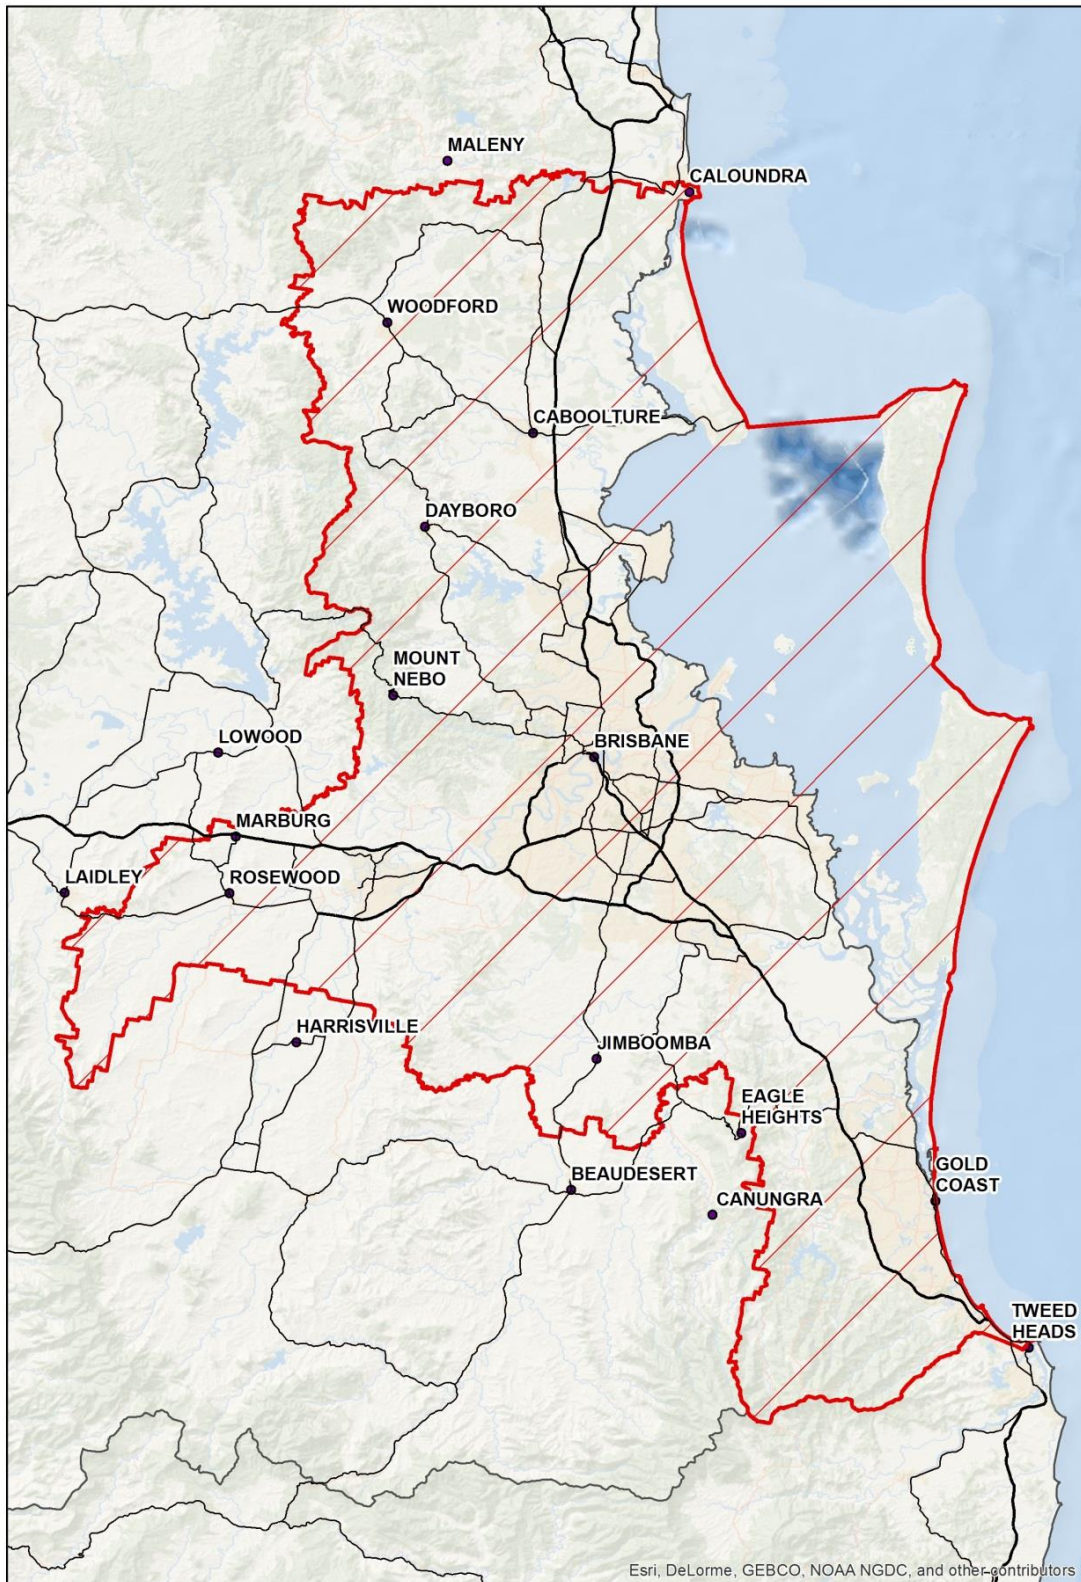 MALENY
CALOUNDRA
WOODFORD
CABOOLTURE
DAYBORO
MOUNT
NEBO
LOWOOD
BRISBANE
MARBURG
LAIDLEY
ROSEWOOD
HARRISVILLE
JIMBOOMBA
EAGLE
HEIGHTS
BEAUDESERT
GOLD
COAST
CANUNGRA
TWEED
HEADS
Esri, DeLorme, GEBCO, NOAA NGDC, and other contributors